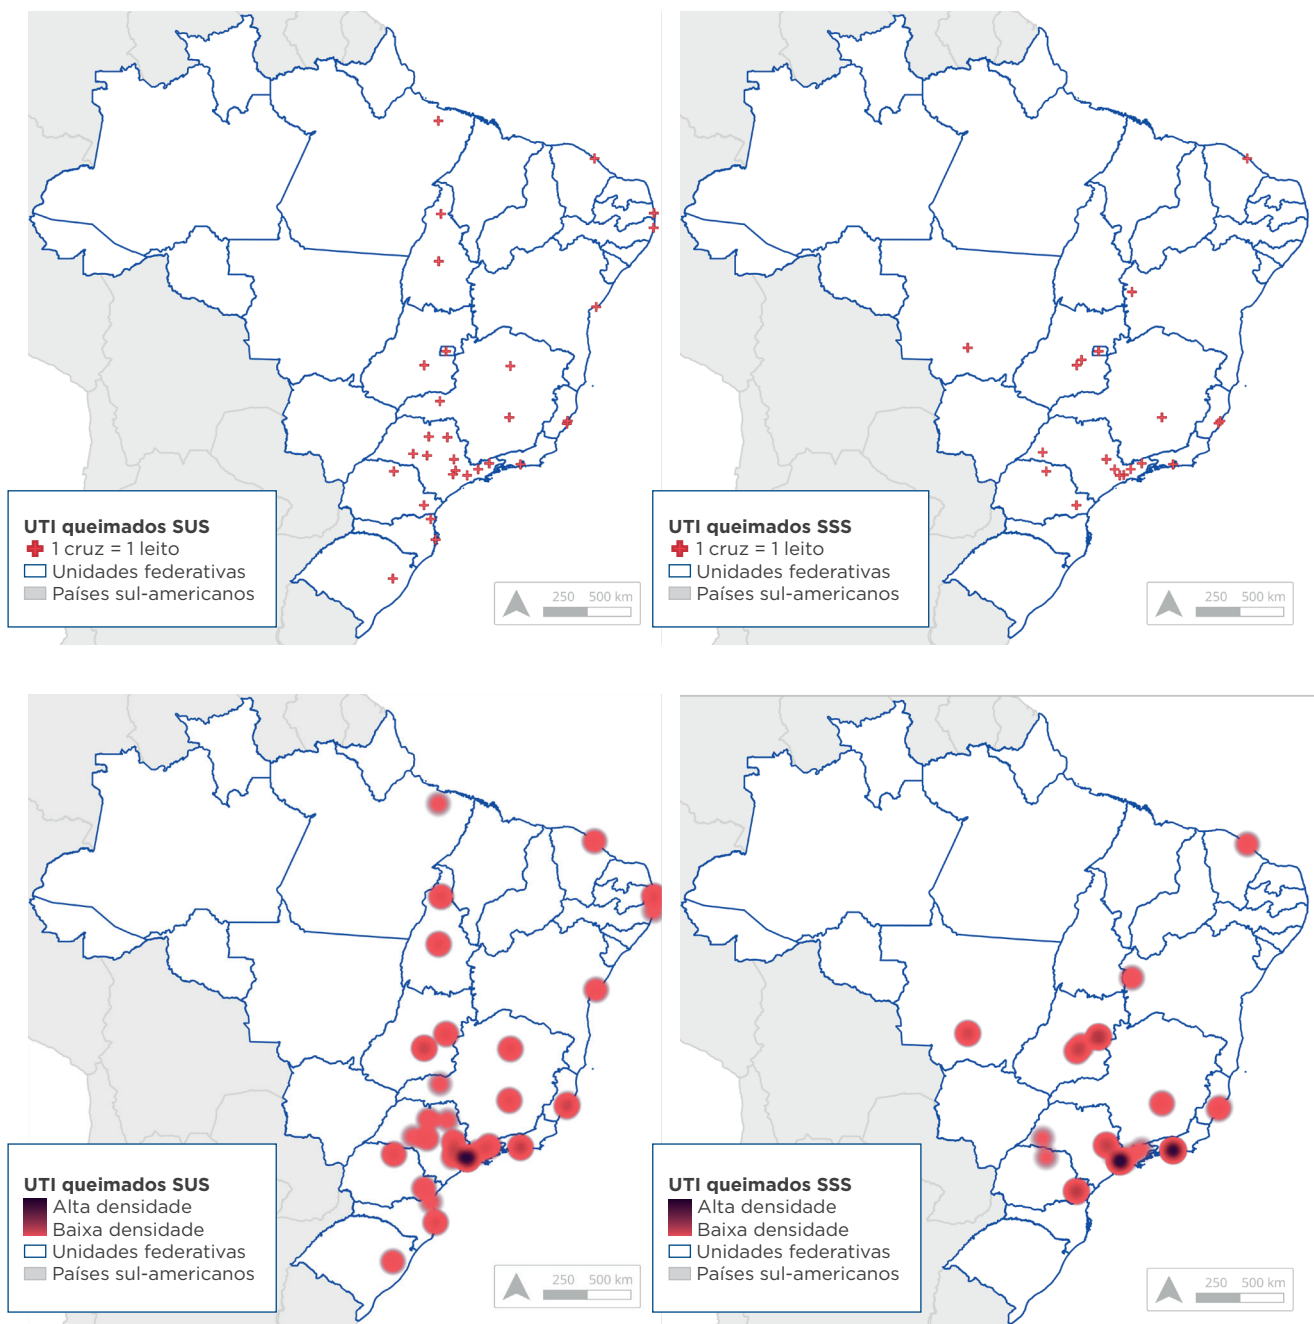 UTI queimados SUS
1 cruz = 1 leito
Unidades federativas
Países sul-americanos
250 500 km
UTI queimados SSS
1 cruz = 1 leito
Unidades federativas
Países sul-americanos
250 500 km
UTI queimados SUS
Alta densidade
Baixa densidade
Unidades federativas
Países sul-americanos
250 500 km
UTI queimados SSS
Alta densidade
Baixa densidade
Unidades federativas
Países sul-americanos
250 500 km